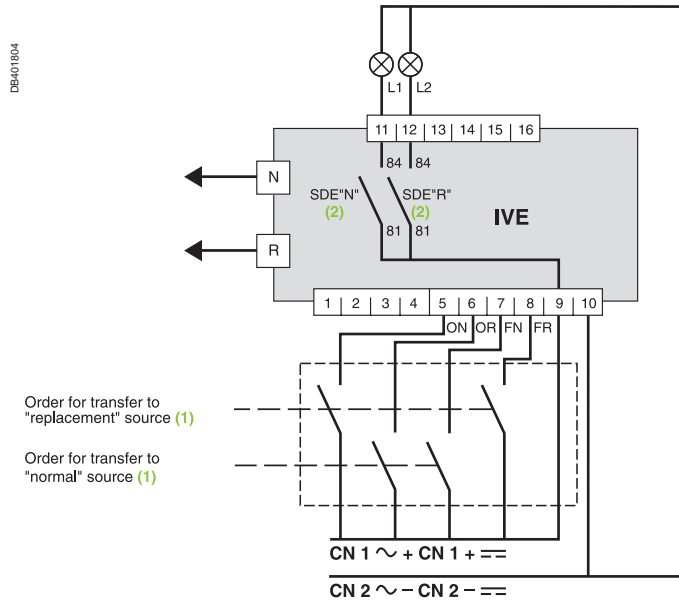 DB401804
L1 L2
11 12 13 14 15 16
84 84
N
SDE"N" SDE"R"
(2) (2)
IVE
81 81
R
1 2 3 4 5 6 7 8 9 10
ON OR FN FR
Order for transfer to
"replacement" source (1)
Order for transfer to
"normal" source (1)
CN 1 ~ + CN 1 + ⎓
CN 2 ~ – CN 2 – ⎓